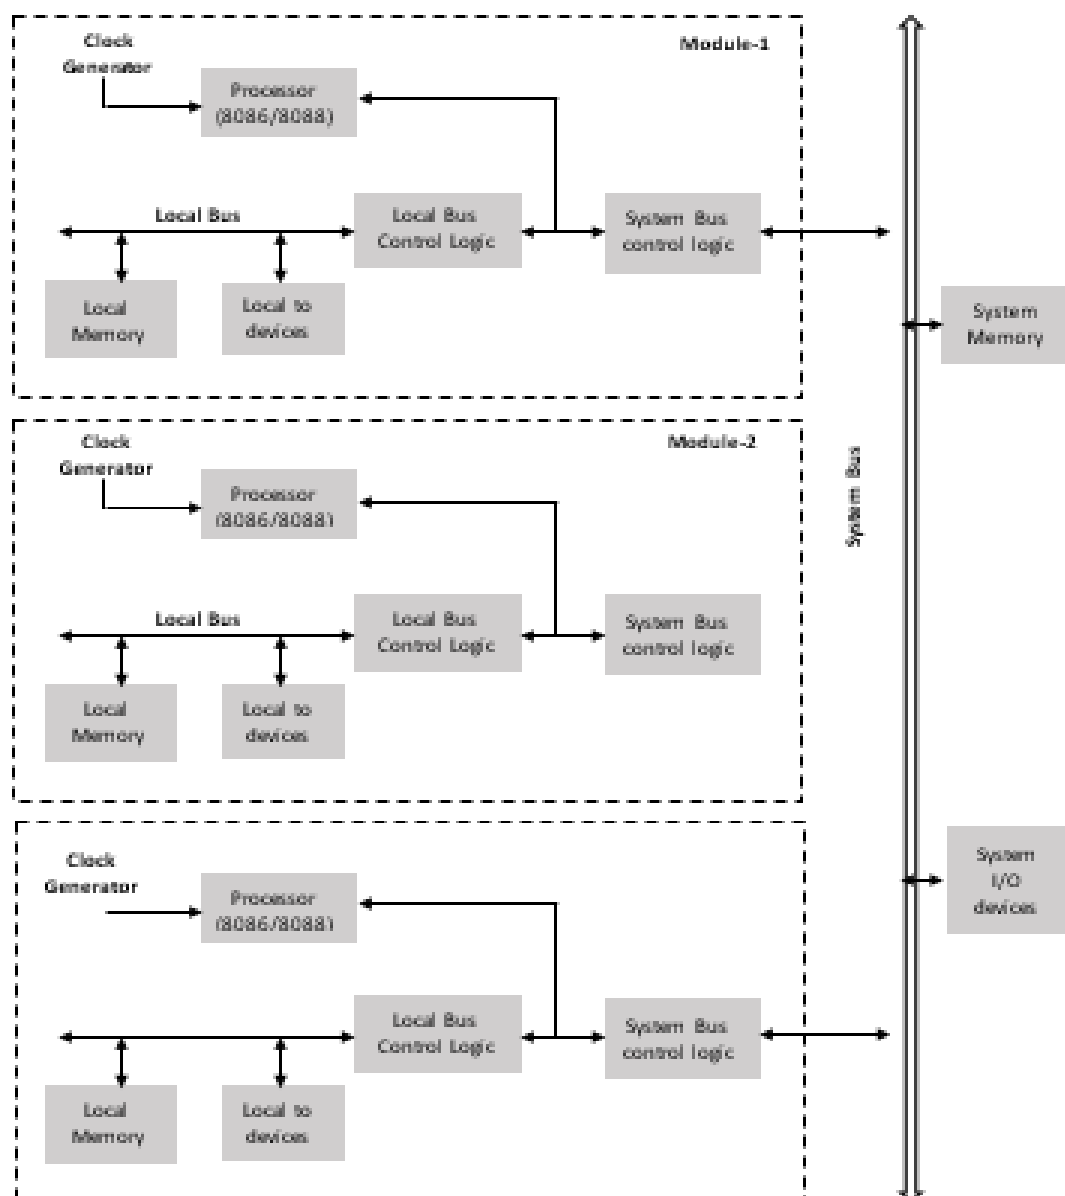 Clock
Generator
Module-1
Processor
(8086/8088)
Local Bus
Local Bus
Control Logic
System Bus
control logic
Local
Memory
Local to
devices
System
Memory
Clock
Generator
Module-2
Processor
(8086/8088)
System Bus
Local Bus
Local Bus
Control Logic
System Bus
control logic
Local
Memory
Local to
devices
Clock
Generator
Processor
(8086/8088)
System
I/O
devices
Local Bus
Control Logic
System Bus
control logic
Local
Memory
Local to
devices